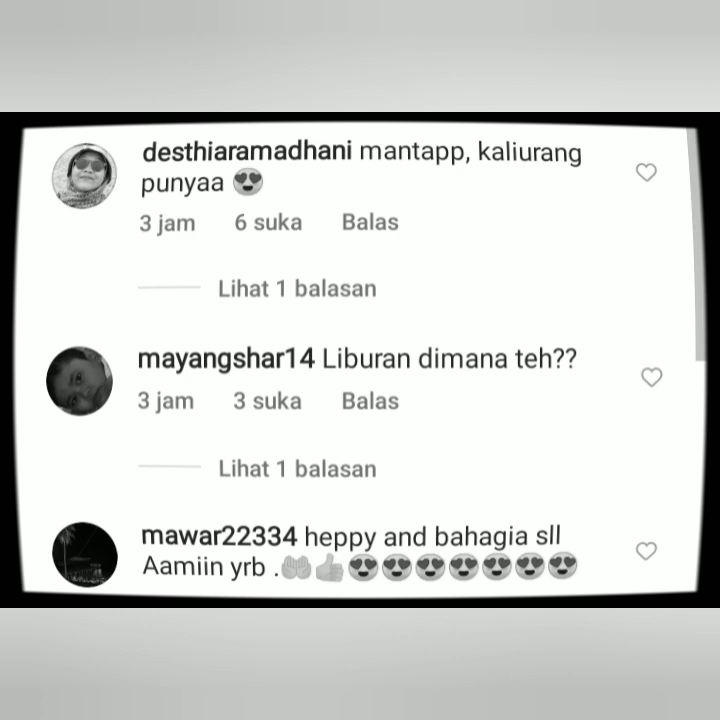 desthiaramadhani mantapp, kaliurang
punyaa 😍
3 jam 6 suka Balas
Lihat 1 balasan
mayangshar14 Liburan dimana teh??
3 jam 3 suka Balas
Lihat 1 balasan
mawar22334 heppy and bahagia sll
Aamiin yrb .🤲👍😍😍😍😍😍😍😍